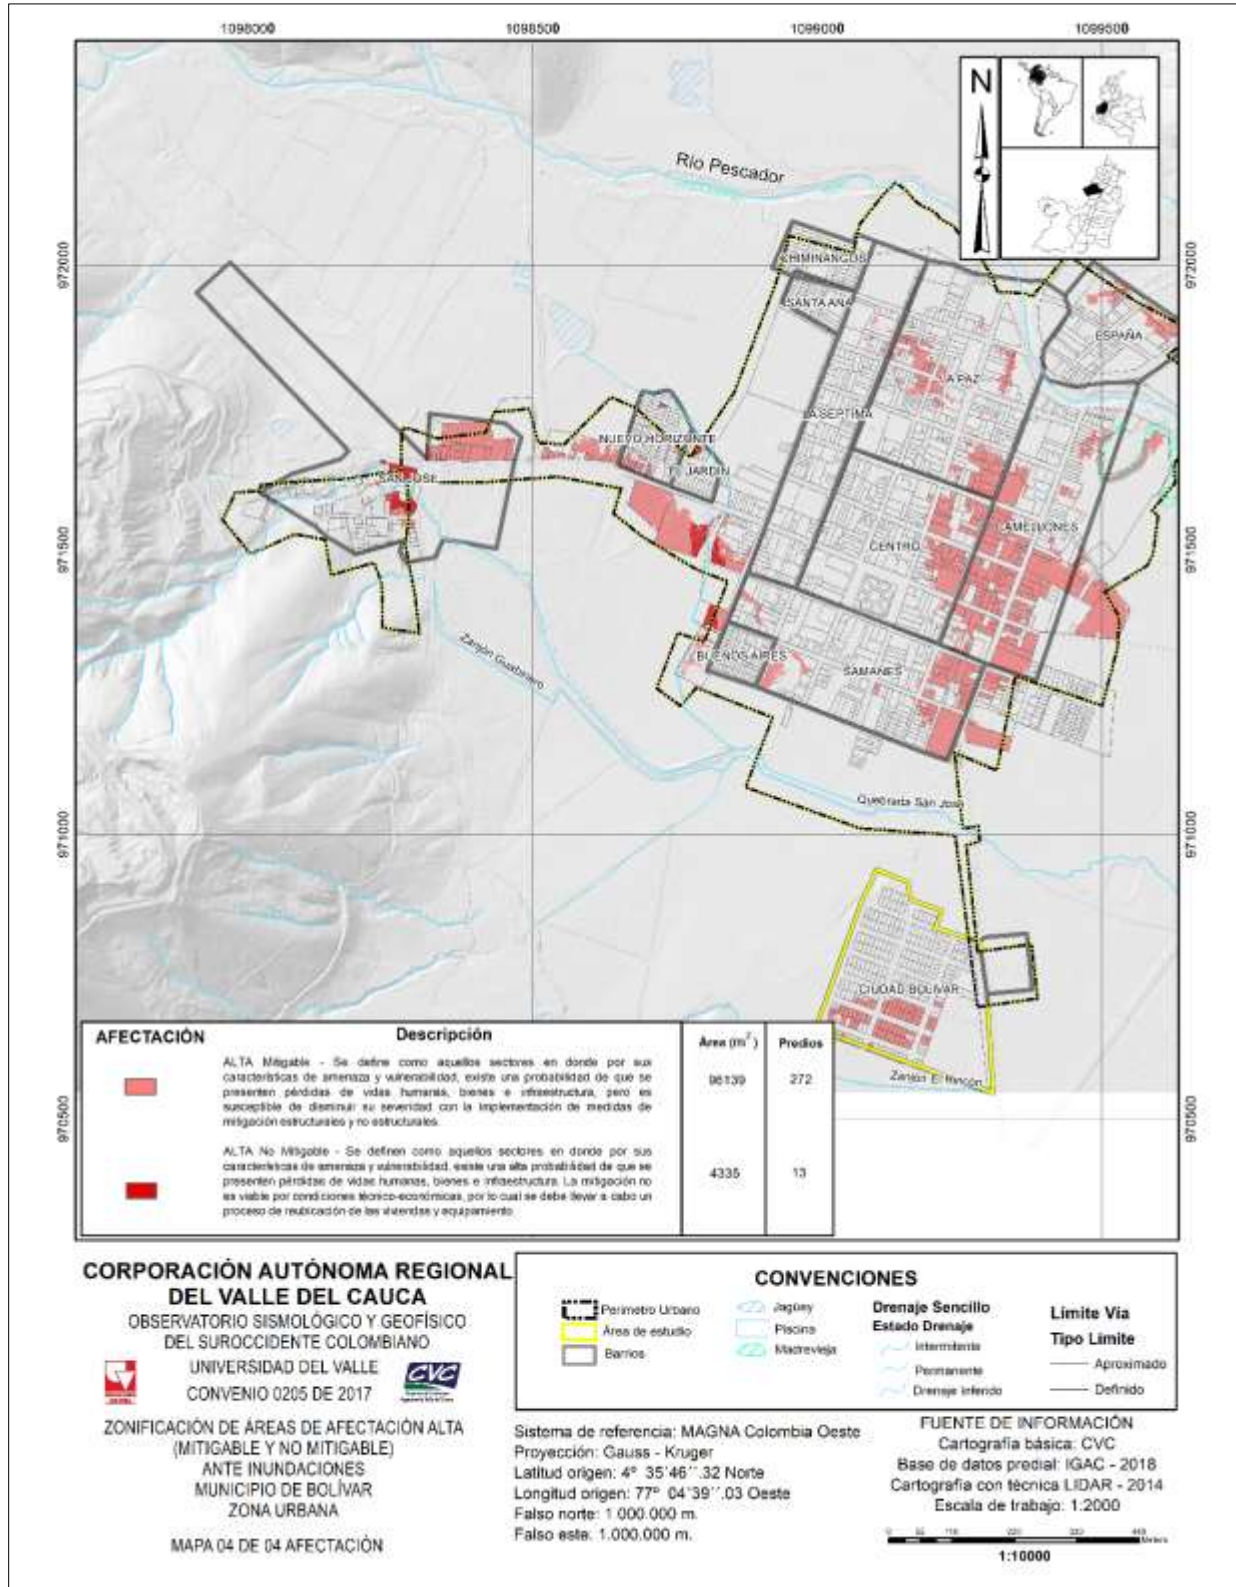 1098000
1098500
1099000
1099500
N
Río Pescador
972000
972000
CHIMINANGOS
SANTA ANA
ESPAÑA
LA PAZ
LA SEPTIMA
NUEVO HORIZONTE
EL JARDÍN
SAN JOSE
LAMELLONES
CENTRO
971500
971500
Zanjón Guabinero
BUENOS AIRES
SAMANES
Quebrada San José
971000
971000
CIUDAD BOLIVAR
Zanjón El Rincón
970500
970500
AFECTACIÓN
Descripción
Área (m²)
Predios
ALTA Mitigable - Se define como aquellos sectores en donde por sus
características de amenaza y vulnerabilidad, existe una probabilidad de que se
presenten pérdidas de vidas humanas, bienes e infraestructura, pero es
susceptible de disminuir su severidad con la implementación de medidas de
mitigación estructurales y no estructurales.
272
ALTA No Mitigable - Se definen como aquellos sectores en donde por sus
características de amenaza y vulnerabilidad, existe una alta probabilidad de que se
presenten pérdidas de vidas humanas, bienes e infraestructura. La mitigación no
es viable por condiciones técnico-económicas, por lo cual se debe llevar a cabo un
proceso de reubicación de las viviendas y equipamiento
4335
13
CORPORACIÓN AUTÓNOMA REGIONAL
DEL VALLE DEL CAUCA
OBSERVATORIO SISMOLÓGICO Y GEOFÍSICO
DEL SUROCCIDENTE COLOMBIANO
UNIVERSIDAD DEL VALLE
CONVENIO 0205 DE 2017
CVC
ZONIFICACIÓN DE ÁREAS DE AFECTACIÓN ALTA
(MITIGABLE Y NO MITIGABLE)
ANTE INUNDACIONES
MUNICIPIO DE BOLÍVAR
ZONA URBANA
MAPA 04 DE 04 AFECTACIÓN
CONVENCIONES
Perimetro Urbano
Área de estudio
Barrios
Jagüey
Piscina
Madrevieja
Drenaje Sencillo
Estado Drenaje
Intermitente
Permanente
Drenaje Inferido
Límite Vía
Tipo Límite
Aproximado
Definido
Sistema de referencia: MAGNA Colombia Oeste
Proyección: Gauss - Kruger
Latitud origen: 4º 35´46´´.32 Norte
Longitud origen: 77º 04´39´´.03 Oeste
Falso norte: 1 000.000 m.
Falso este: 1.000.000 m.
FUENTE DE INFORMACIÓN
Cartografía básica: CVC
Base de datos predial: IGAC - 2018
Cartografía con técnica LIDAR - 2014
Escala de trabajo: 1:2000
1:10000